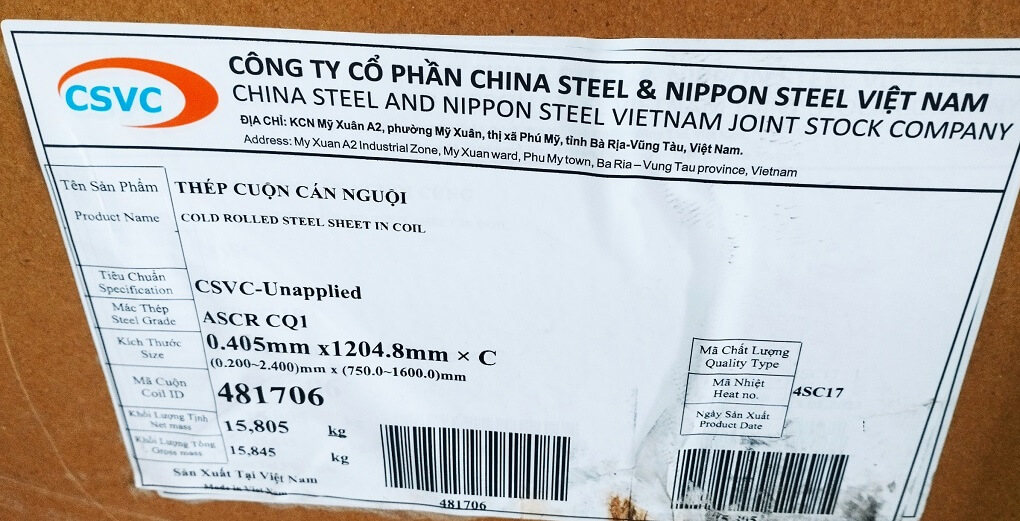 CSVC
CÔNG TY CỔ PHẦN CHINA STEEL & NIPPON STEEL VIỆT NAM
CHINA STEEL AND NIPPON STEEL VIETNAM JOINT STOCK COMPANY
ĐỊA CHỈ: KCN Mỹ Xuân A2, phường Mỹ Xuân, thị xã Phú Mỹ, tỉnh Bà Rịa-Vũng Tàu, Việt Nam.
Address: My Xuan A2 Industrial Zone, My Xuan ward, Phu My town, Ba Ria – Vung Tau province, Vietnam
Tên Sản Phẩm THÉP CUỘN CÁN NGUỘI
Product Name COLD ROLLED STEEL SHEET IN COIL
Tiêu Chuẩn
Specification CSVC-Unapplied
Mác Thép
Steel Grade ASCR CQ1
Kích Thước
Size 0.405mm x1204.8mm × C
(0.200~2.400)mm x (750.0~1600.0)mm
Mã Cuộn
Coil ID 481706
Khối Lượng Tịnh
Net mass 15,805 kg
Khối Lượng Tổng
Gross mass 15,845 kg
Sản Xuất Tại Việt Nam
Made in Viet Nam
481706
Mã Chất Lượng
Quality Type
Mã Nhiệt
Heat no. 4SC17
Ngày Sản Xuất
Product Date